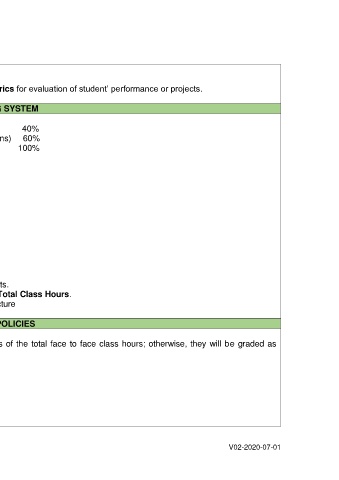 rics for evaluation of student' performance or projects.
SYSTEM
40%
ns) 60%
100%
ts.
Total Class Hours.
cture
POLICIES
s of the total face to face class hours; otherwise, they will be graded as
V02-2020-07-01